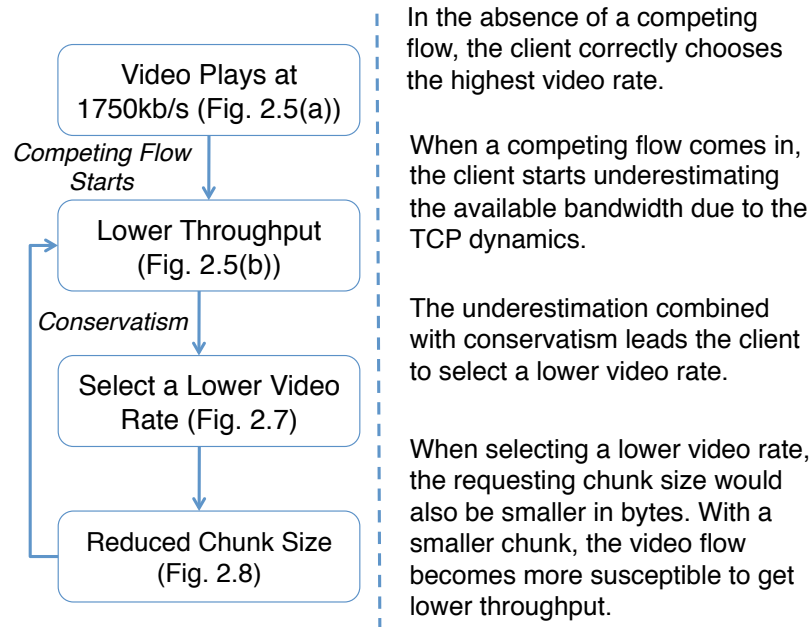 Video Plays at
1750kb/s (Fig. 2.5(a))
Competing Flow
Starts
Lower Throughput
(Fig. 2.5(b))
Conservatism
Select a Lower Video
Rate (Fig. 2.7)
Reduced Chunk Size
(Fig. 2.8)
In the absence of a competing
flow, the client correctly chooses
the highest video rate.
When a competing flow comes in,
the client starts underestimating
the available bandwidth due to the
TCP dynamics.
The underestimation combined
with conservatism leads the client
to select a lower video rate.
When selecting a lower video rate,
the requesting chunk size would
also be smaller in bytes. With a
smaller chunk, the video flow
becomes more susceptible to get
lower throughput.